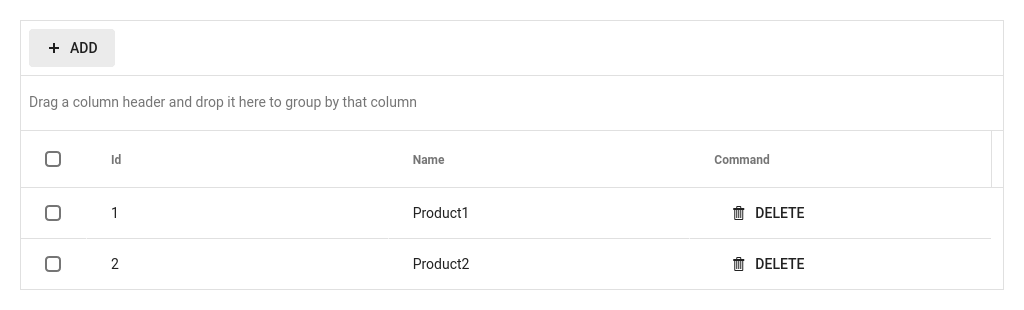 ADD
Drag a column header and drop it here to group by that column
Id Name Command
1 Product1 DELETE
2 Product2 DELETE